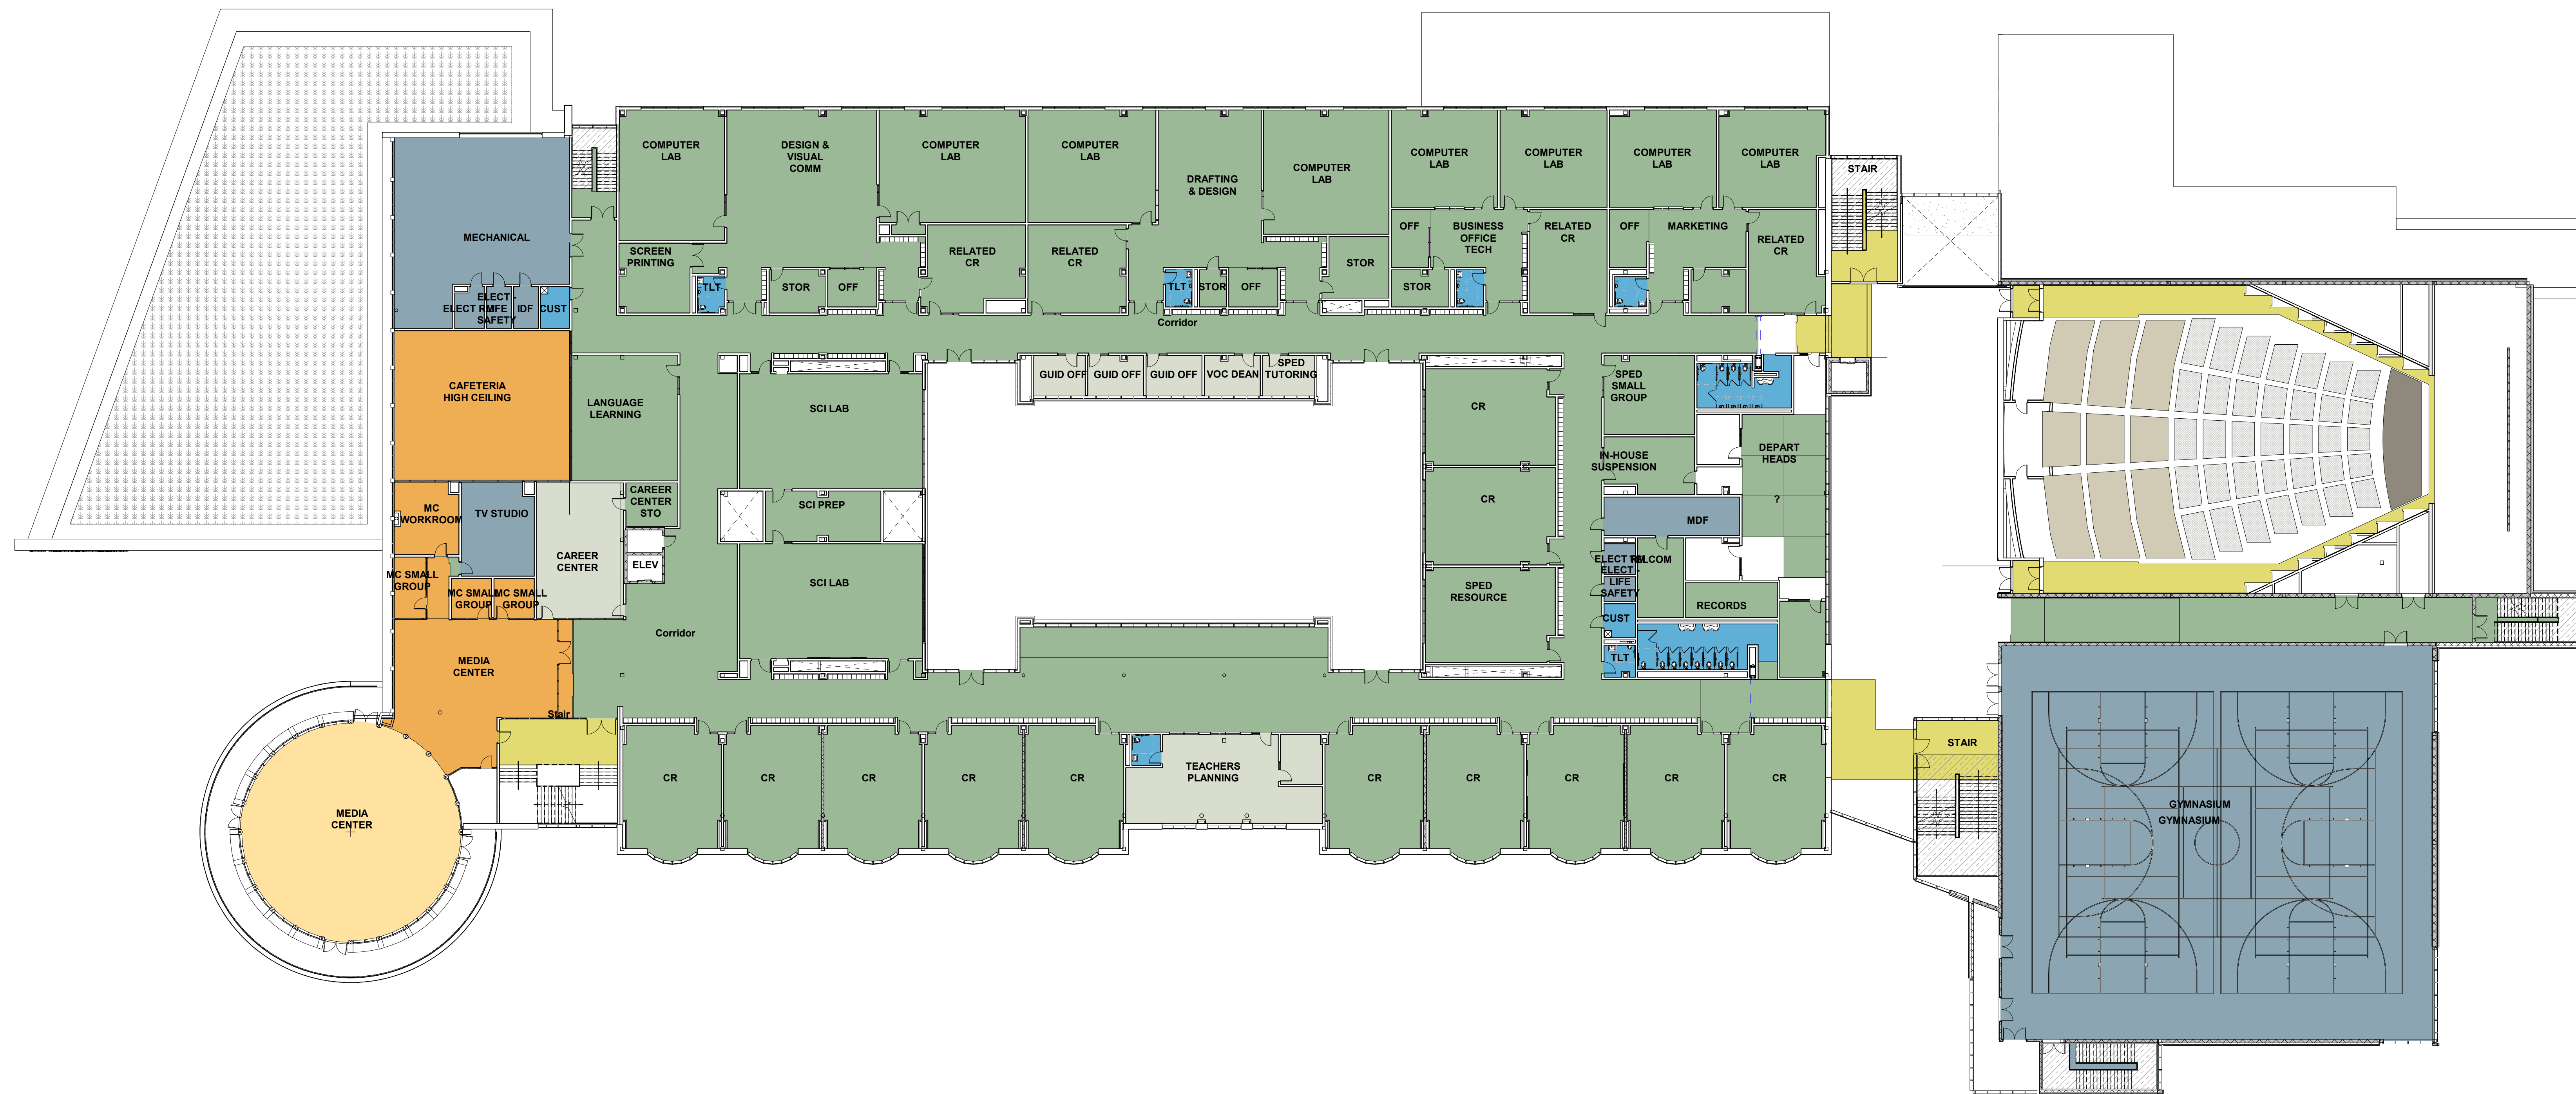 COMPUTER
LAB
DESIGN &
VISUAL
COMM
COMPUTER
LAB
COMPUTER
LAB
DRAFTING
& DESIGN
COMPUTER
LAB
COMPUTER
LAB
COMPUTER
LAB
COMPUTER
LAB
COMPUTER
LAB
STAIR
MECHANICAL
SCREEN
PRINTING
RELATED
CR
RELATED
CR
STOR
OFF
BUSINESS
OFFICE
TECH
RELATED
CR
OFF
MARKETING
RELATED
CR
TLT
STOR
OFF
TLT
STOR
OFF
STOR
ELECT RM
ELECT -
LIFE
SAFETY
IDF
CUST
Corridor
CAFETERIA
HIGH CEILING
LANGUAGE
LEARNING
SCI LAB
GUID OFF
GUID OFF
GUID OFF
VOC DEAN
SPED
TUTORING
CR
SPED
SMALL
GROUP
IN-HOUSE
SUSPENSION
DEPART
HEADS
?
MC
WORKROOM
TV STUDIO
CAREER
CENTER
STO
SCI PREP
CR
MDF
CAREER
CENTER
ELEV
SCI LAB
SPED
RESOURCE
ELECT RM
ELECT -
LIFE
SAFETY
TELCOM
RECORDS
CUST
TLT
MC SMALL
GROUP
MC SMALL
GROUP
MC SMALL
GROUP
Corridor
MEDIA
CENTER
Stair
STAIR
CR
CR
CR
CR
CR
TEACHERS
PLANNING
CR
CR
CR
CR
CR
MEDIA
CENTER
GYMNASIUM
GYMNASIUM